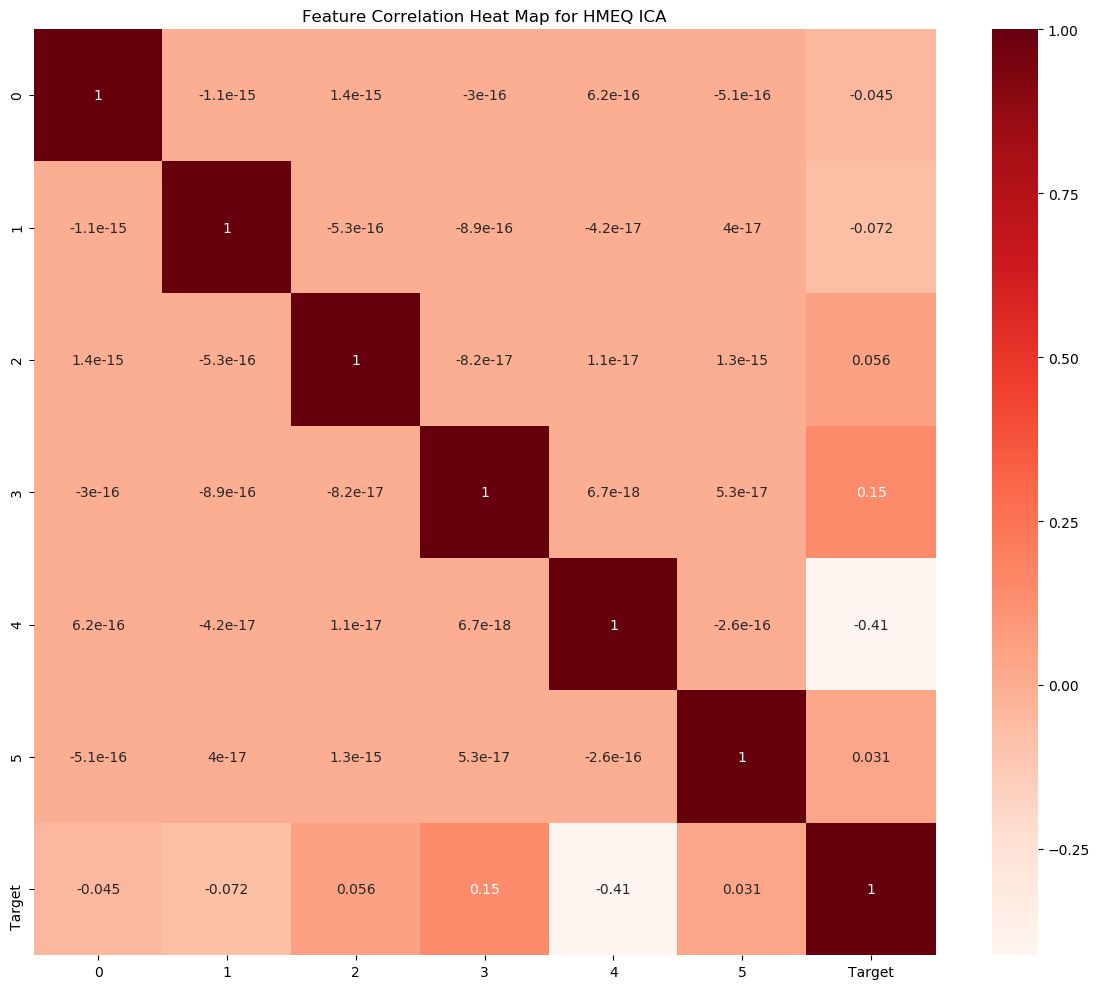 Feature Correlation Heat Map for HMEQ ICA
0 1 -1.1e-15 1.4e-15 -3e-16 6.2e-16 -5.1e-16 -0.045
1 -1.1e-15 1 -5.3e-16 -8.9e-16 -4.2e-17 4e-17 -0.072
2 1.4e-15 -5.3e-16 1 -8.2e-17 1.1e-17 1.3e-15 0.056
3 -3e-16 -8.9e-16 -8.2e-17 1 6.7e-18 5.3e-17 0.15
4 6.2e-16 -4.2e-17 1.1e-17 6.7e-18 1 -2.6e-16 -0.41
5 -5.1e-16 4e-17 1.3e-15 5.3e-17 -2.6e-16 1 0.031
Target -0.045 -0.072 0.056 0.15 -0.41 0.031 1
0 1 2 3 4 5 Target
1.00
0.75
0.50
0.25
0.00
−0.25